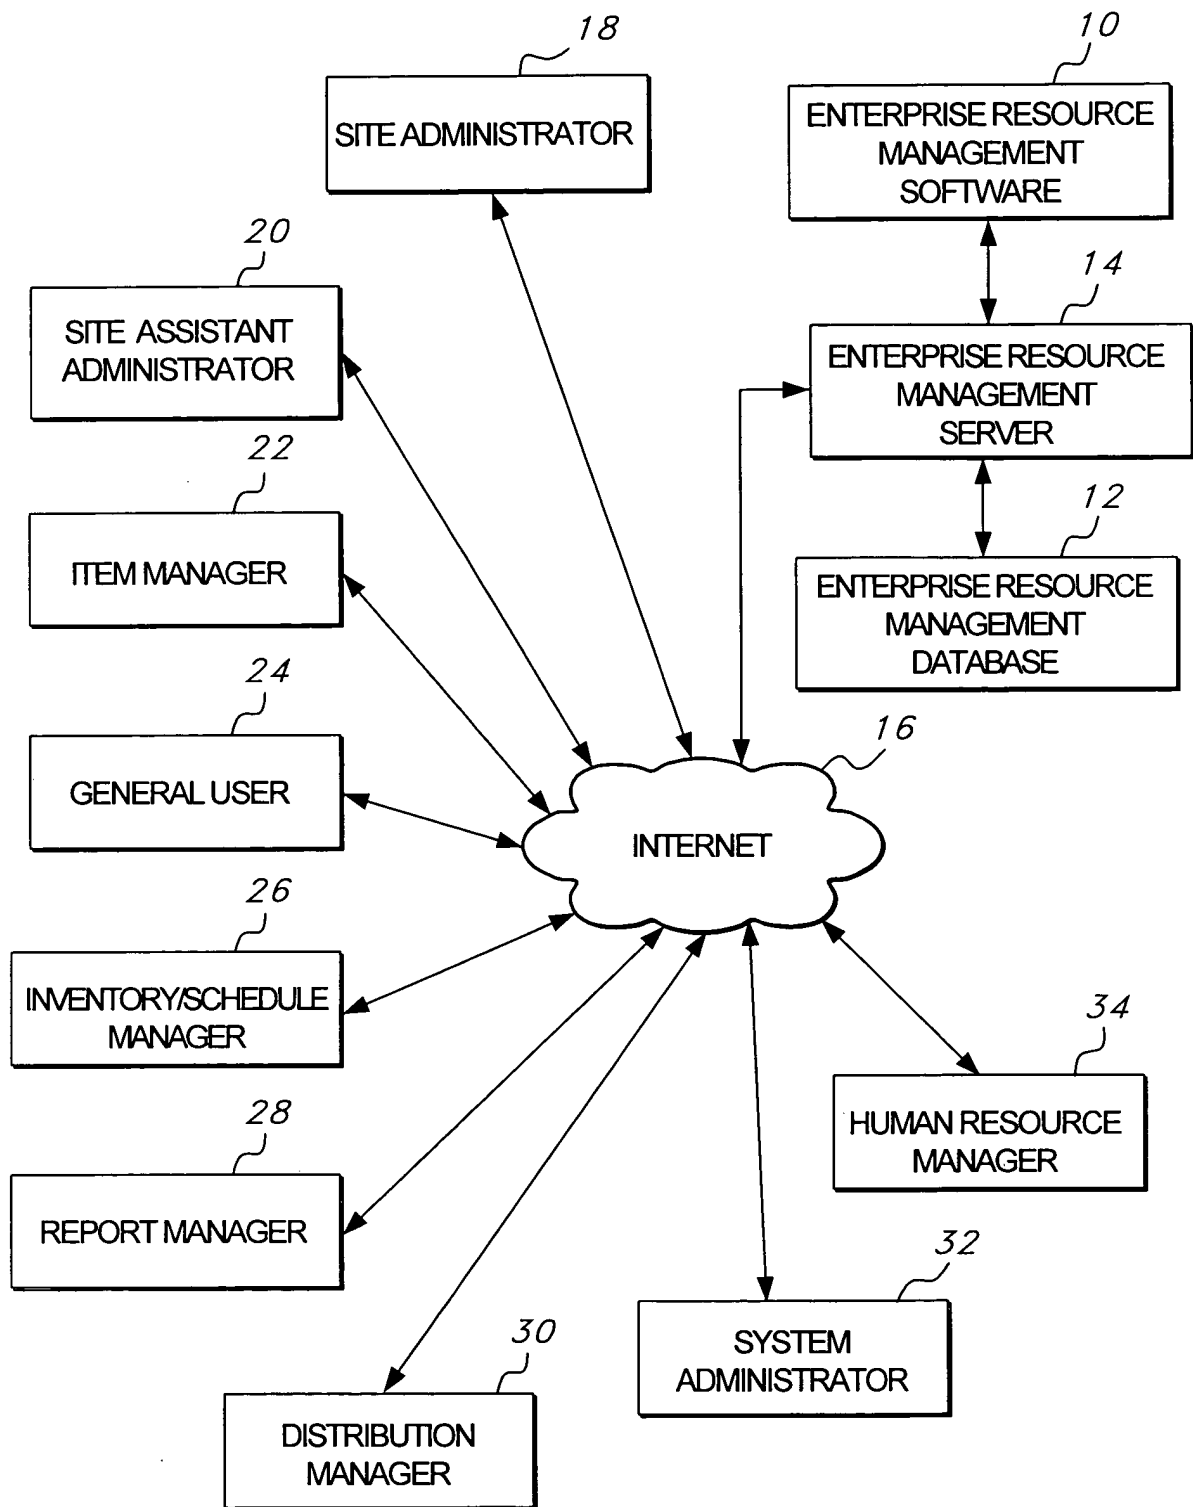 18
SITE ADMINISTRATOR
10
ENTERPRISE RESOURCE
MANAGEMENT
SOFTWARE
20
SITE ASSISTANT
ADMINISTRATOR
14
ENTERPRISE RESOURCE
MANAGEMENT
SERVER
22
ITEM MANAGER
12
ENTERPRISE RESOURCE
MANAGEMENT
DATABASE
24
GENERAL USER
16
INTERNET
26
INVENTORY/SCHEDULE
MANAGER
34
HUMAN RESOURCE
MANAGER
28
REPORT MANAGER
32
SYSTEM
ADMINISTRATOR
30
DISTRIBUTION
MANAGER